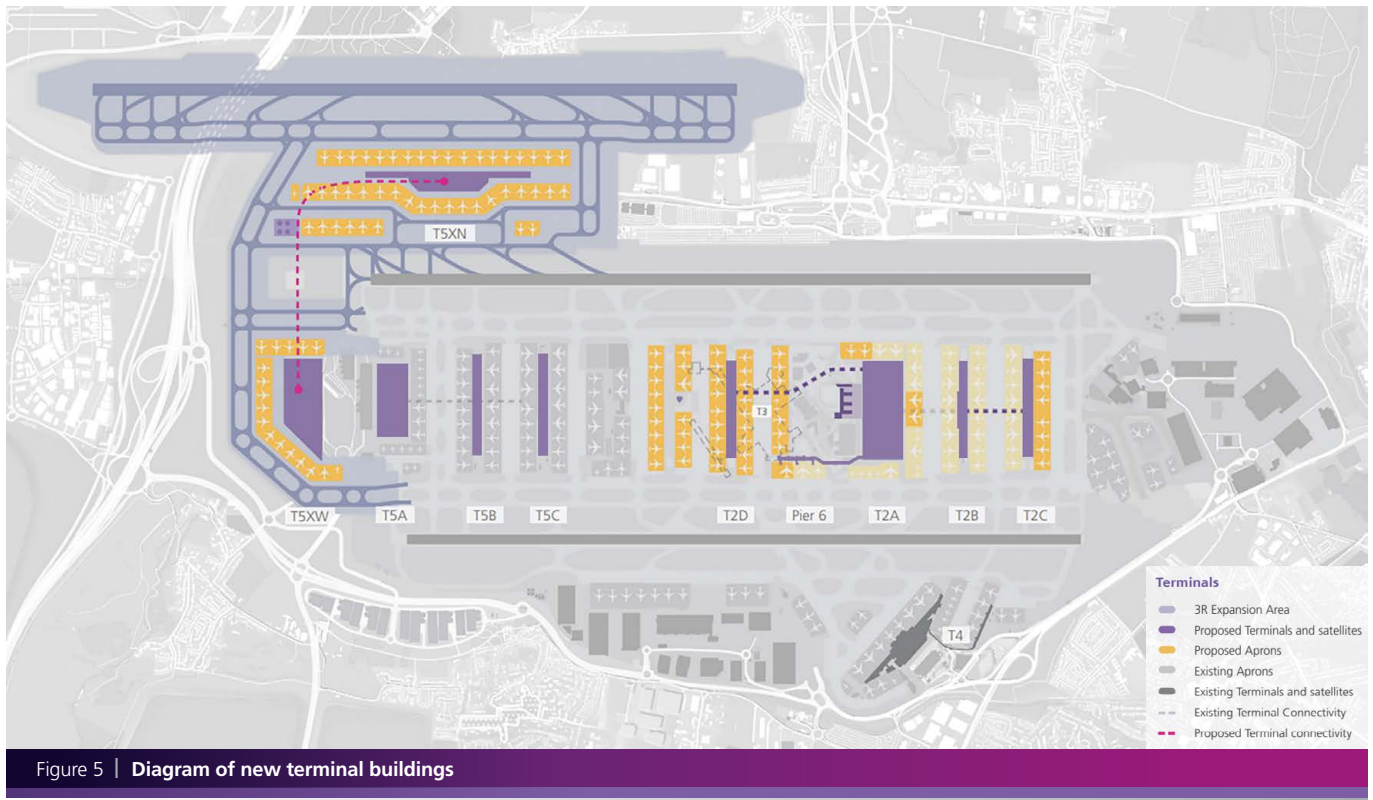 T5XN
T3
T5XW
T5A
T5B
T5C
T2D
Pier 6
T2A
T2B
T2C
T4
Terminals
3R Expansion Area
Proposed Terminals and satellites
Proposed Aprons
Existing Aprons
Existing Terminals and satellites
Existing Terminal Connectivity
Proposed Terminal connectivity
Figure 5 | Diagram of new terminal buildings